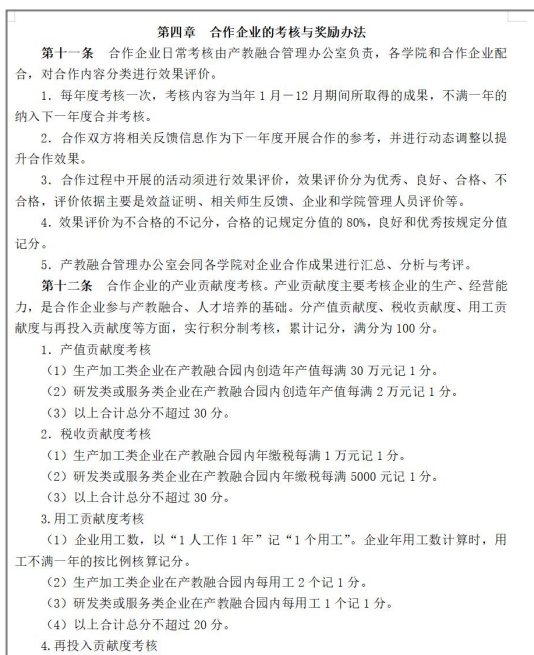 第四章　合作企业的考核与奖励办法
第十一条　合作企业日常考核由产教融合管理办公室负责，各学院和合作企业配
合，对合作内容分类进行效果评价。
1．每年度考核一次，考核内容为当年 1 月－12 月期间所取得的成果，不满一年的
纳入下一年度合并考核。
2．合作双方将相关反馈信息作为下一年度开展合作的参考，并进行动态调整以提
升合作效果。
3．合作过程中开展的活动须进行效果评价，效果评价分为优秀、良好、合格、不
合格，评价依据主要是效益证明、相关师生反馈、企业和学院管理人员评价等。
4．效果评价为不合格的不记分，合格的记规定分值的 80%，良好和优秀按规定分值
记分。
5．产教融合管理办公室会同各学院对企业合作成果进行汇总、分析与考评。
第十二条　合作企业的产业贡献度考核。产业贡献度主要考核企业的生产、经营能
力，是合作企业参与产教融合、人才培养的基础。分产值贡献度、税收贡献度、用工贡
献度与再投入贡献度等方面，实行积分制考核，累计记分，满分为 100 分。
1．产值贡献度考核
（1）生产加工类企业在产教融合园内创造年产值每满 30 万元记 1 分。
（2）研发类或服务类企业在产教融合园内创造年产值每满 2 万元记 1 分。
（3）以上合计总分不超过 30 分。
2．税收贡献度考核
（1）生产加工类企业在产教融合园内年缴税每满 1 万元记 1 分。
（2）研发类或服务类企业在产教融合园内年缴税每满 5000 元记 1 分。
（3）以上合计总分不超过 30 分。
3.用工贡献度考核
（1）企业用工数，以“1 人工作 1 年”记“1 个用工”。企业年用工数计算时，用
工不满一年的按比例核算记分。
（2）生产加工类企业在产教融合园内每用工 2 个记 1 分。
（3）研发类或服务类企业在产教融合园内每用工 1 个记 1 分。
（4）以上合计总分不超过 20 分。
4.再投入贡献度考核